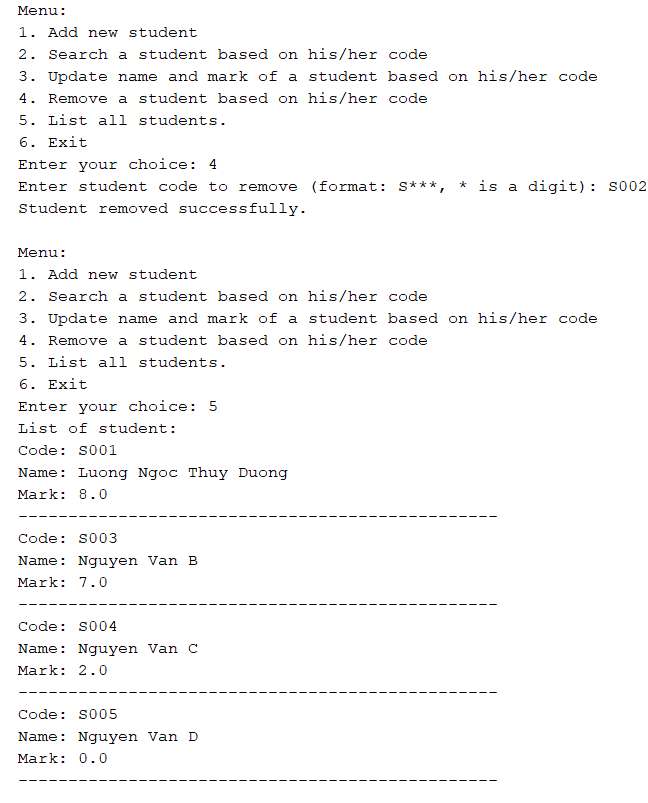 Menu:
1. Add new student
2. Search a student based on his/her code
3. Update name and mark of a student based on his/her code
4. Remove a student based on his/her code
5. List all students.
6. Exit
Enter your choice: 4
Enter student code to remove (format: S***, * is a digit): S002
Student removed successfully.

Menu:
1. Add new student
2. Search a student based on his/her code
3. Update name and mark of a student based on his/her code
4. Remove a student based on his/her code
5. List all students.
6. Exit
Enter your choice: 5
List of student:
Code: S001
Name: Luong Ngoc Thuy Duong
Mark: 8.0
------------------------------------------------
Code: S003
Name: Nguyen Van B
Mark: 7.0
------------------------------------------------
Code: S004
Name: Nguyen Van C
Mark: 2.0
------------------------------------------------
Code: S005
Name: Nguyen Van D
Mark: 0.0
------------------------------------------------